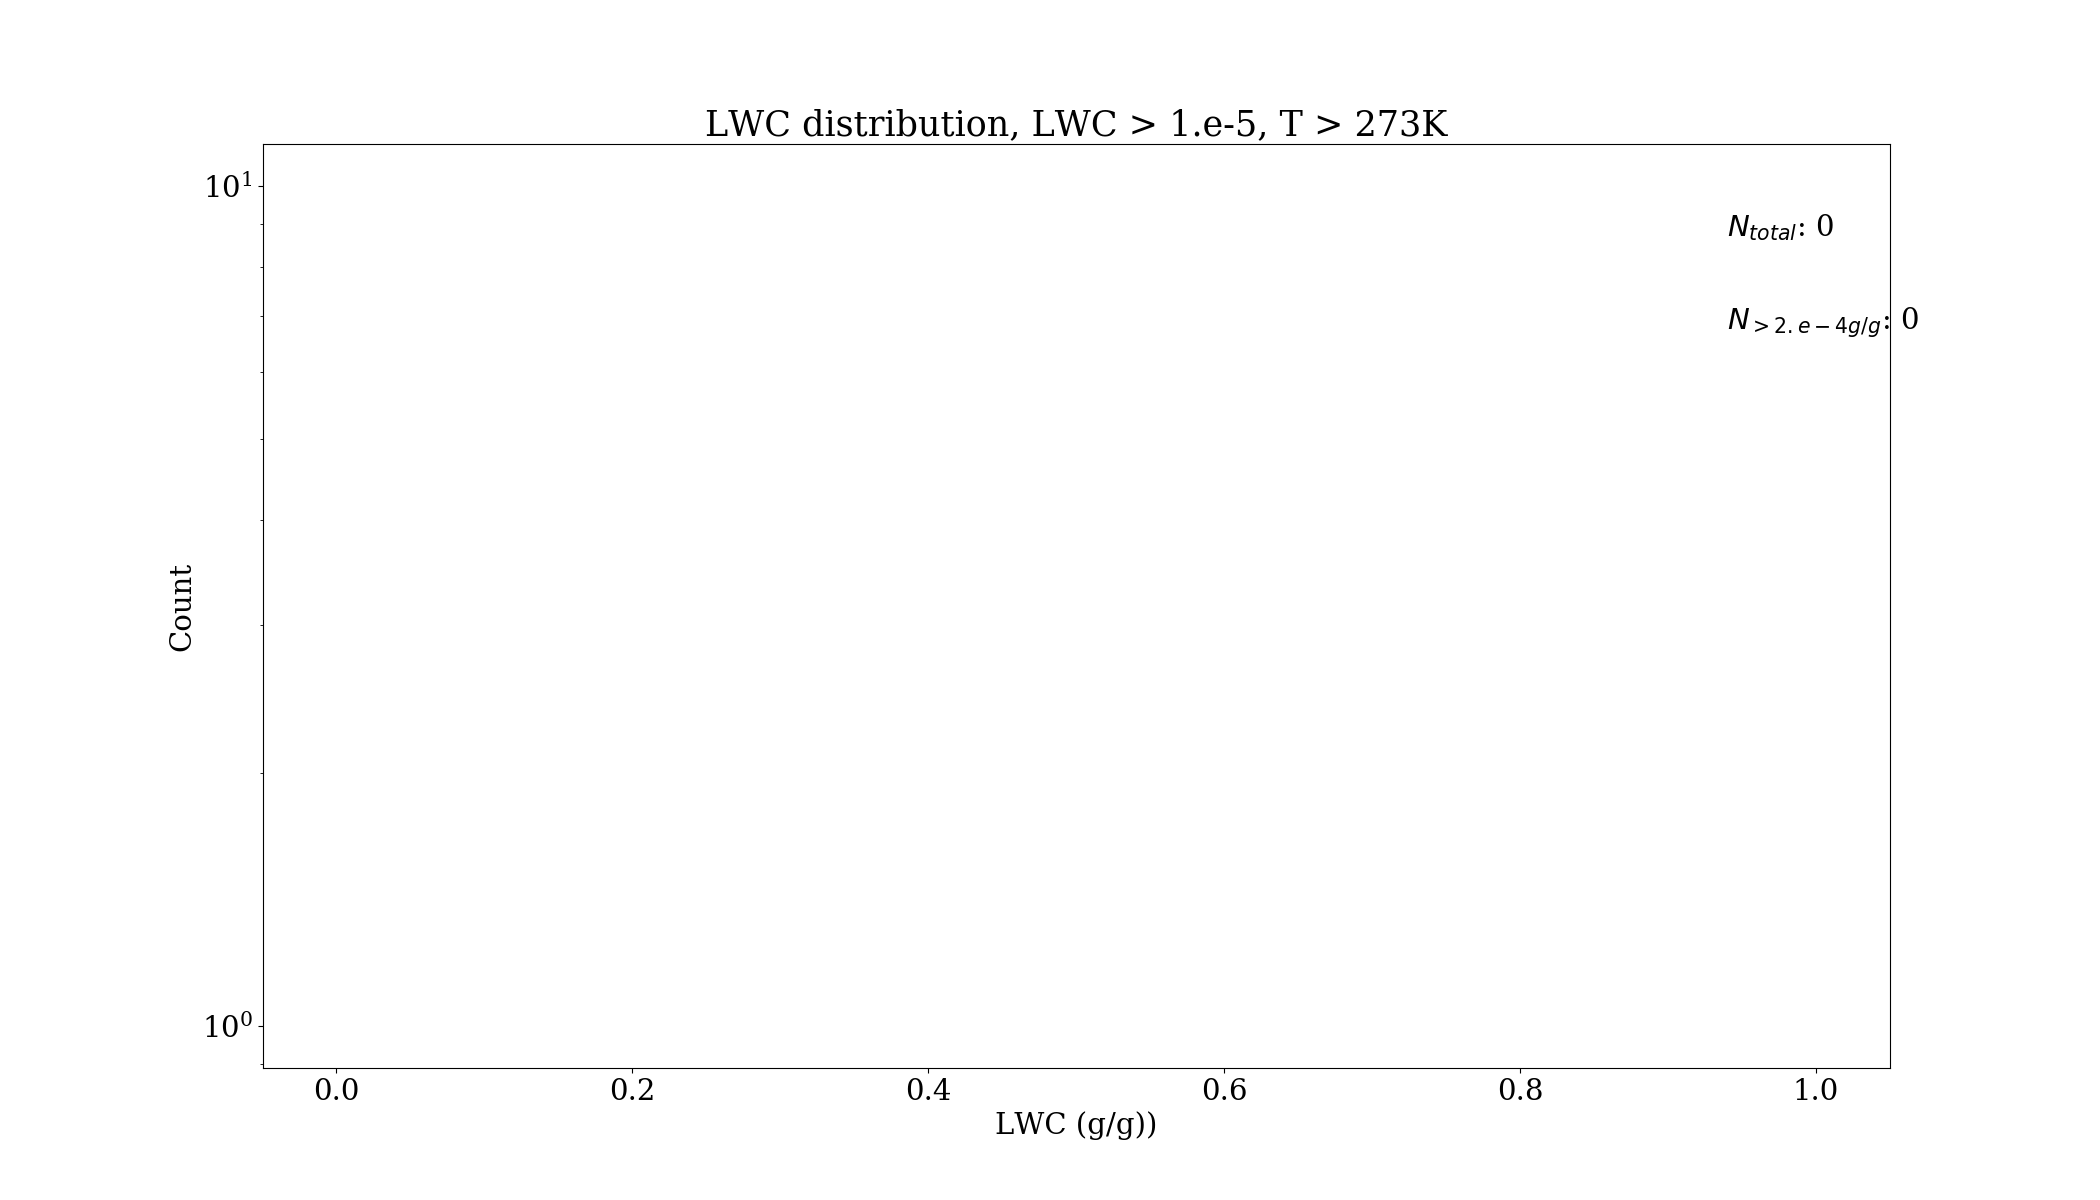 LWC distribution, LWC > 1.e-5, T > 273K
10¹
N_total: 0
N_>2.e−4g/g: 0
Count
10⁰
0.0 0.2 0.4 0.6 0.8 1.0
LWC (g/g))